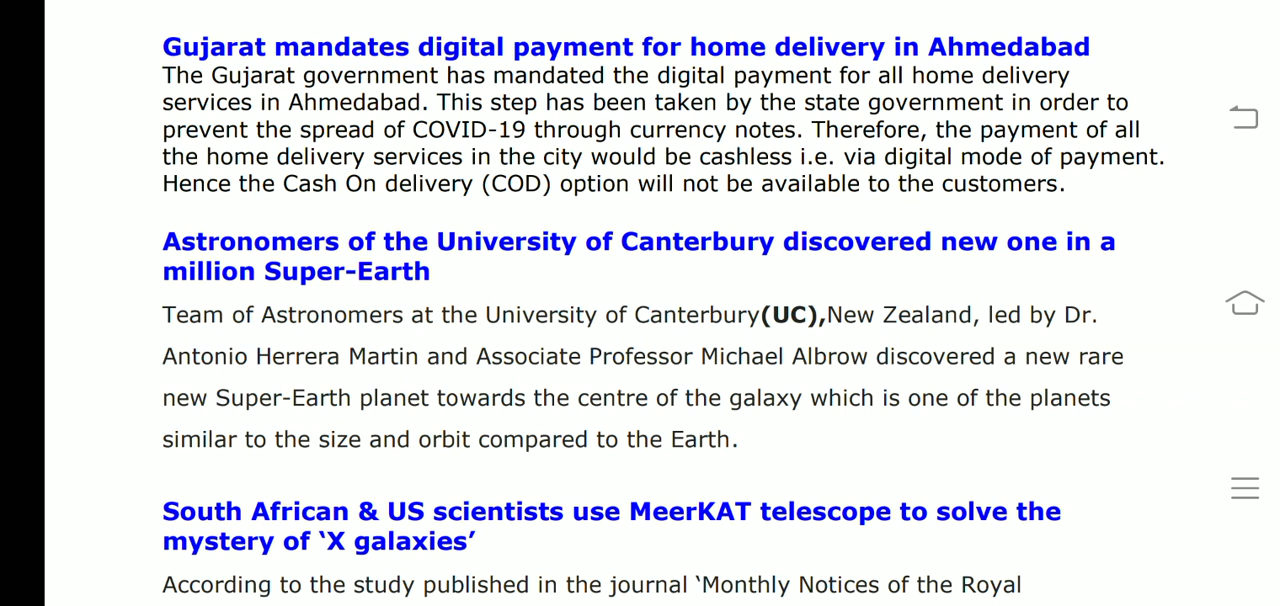 Gujarat mandates digital payment for home delivery in Ahmedabad
The Gujarat government has mandated the digital payment for all home delivery
services in Ahmedabad. This step has been taken by the state government in order to
prevent the spread of COVID-19 through currency notes. Therefore, the payment of all
the home delivery services in the city would be cashless i.e. via digital mode of payment.
Hence the Cash On delivery (COD) option will not be available to the customers.
Astronomers of the University of Canterbury discovered new one in a
million Super-Earth
Team of Astronomers at the University of Canterbury(UC),New Zealand, led by Dr.
Antonio Herrera Martin and Associate Professor Michael Albrow discovered a new rare
new Super-Earth planet towards the centre of the galaxy which is one of the planets
similar to the size and orbit compared to the Earth.
South African & US scientists use MeerKAT telescope to solve the
mystery of ‘X galaxies’
According to the study published in the journal ‘Monthly Notices of the Royal